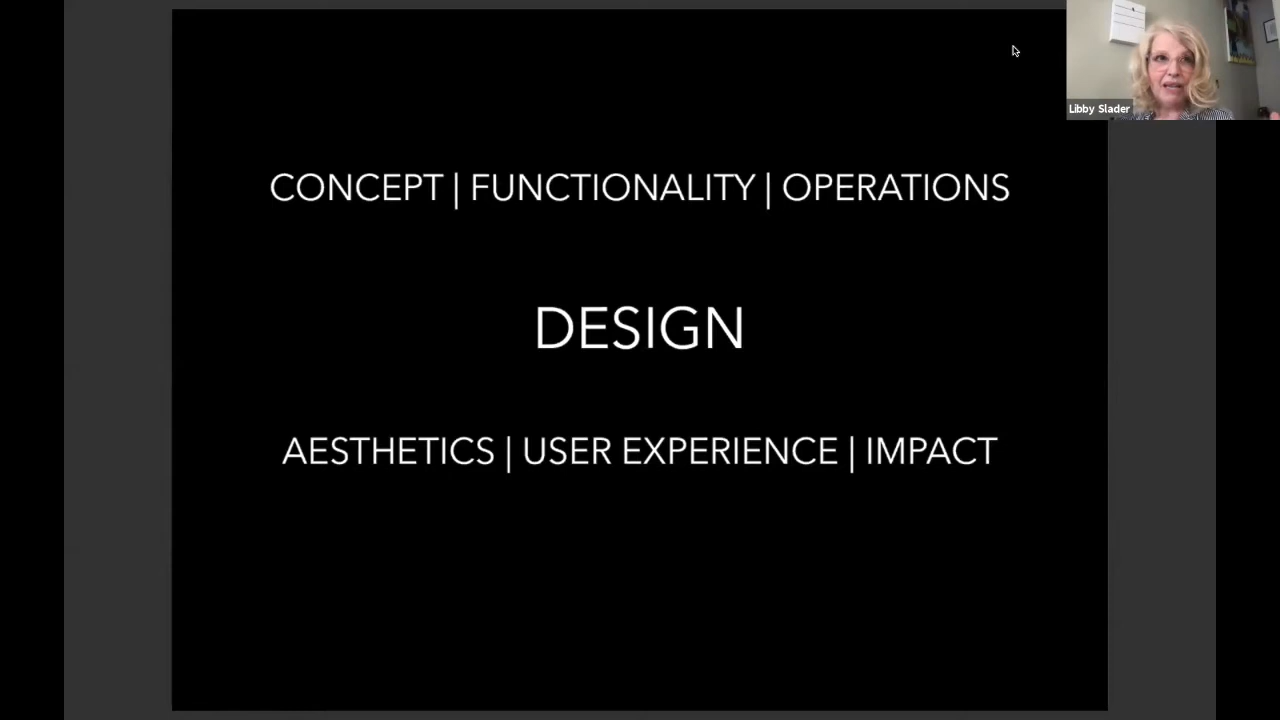 Libby Slader
CONCEPT | FUNCTIONALITY | OPERATIONS
DESIGN
AESTHETICS | USER EXPERIENCE | IMPACT